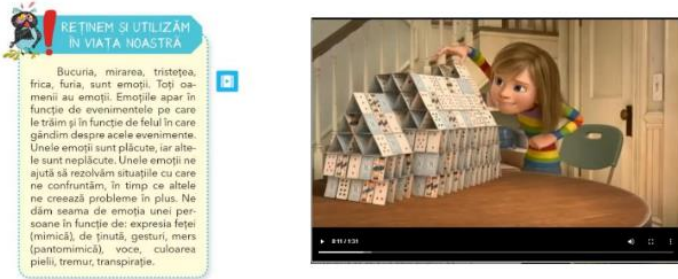 REȚINEM ȘI UTILIZĂM
ÎN VIAȚA NOASTRĂ
Bucuria, mirarea, tristețea,
frica, furia, sunt emoții. Toți oa-
menii au emoții. Emoțiile apar în
funcție de evenimentele pe care
le trăim și în funcție de felul în care
gândim despre acele evenimente.
Unele emoții sunt plăcute, iar alte-
le sunt neplăcute. Unele emoții ne
ajută să rezolvăm situațiile cu care
ne confruntăm, în timp ce altele
ne creează probleme în plus. Ne
dăm seama de emoția unei per-
soane în funcție de: expresia feței
(mimică), de ținută, gesturi, mers
(pantomimică), voce, culoarea
pielii, tremur, transpirație.
0:11 / 1:31